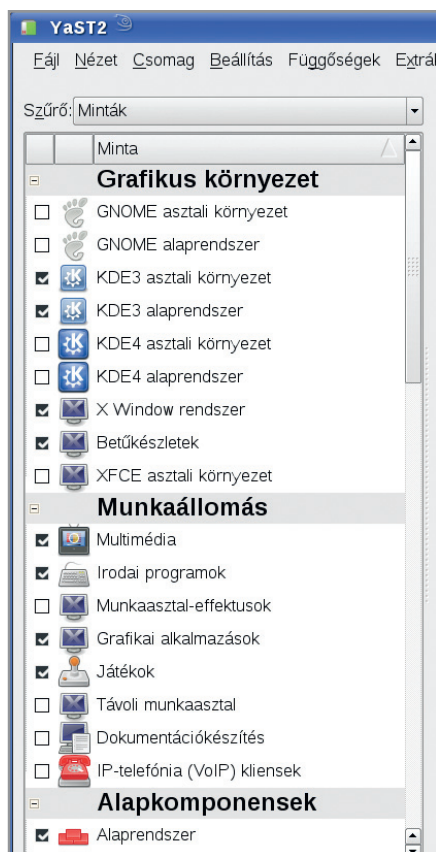 YaST2
Fájl Nézet Csomag Beállítás Függőségek Extrál
Szűrő: Minták
Minta
Grafikus környezet
GNOME asztali környezet
GNOME alaprendszer
KDE3 asztali környezet
KDE3 alaprendszer
KDE4 asztali környezet
KDE4 alaprendszer
X Window rendszer
Betűkészletek
XFCE asztali környezet
Munkaállomás
Multimédia
Irodai programok
Munkaasztal-effektusok
Grafikai alkalmazások
Játékok
Távoli munkaasztal
Dokumentációkészítés
IP-telefónia (VoIP) kliensek
Alapkomponensek
Alaprendszer